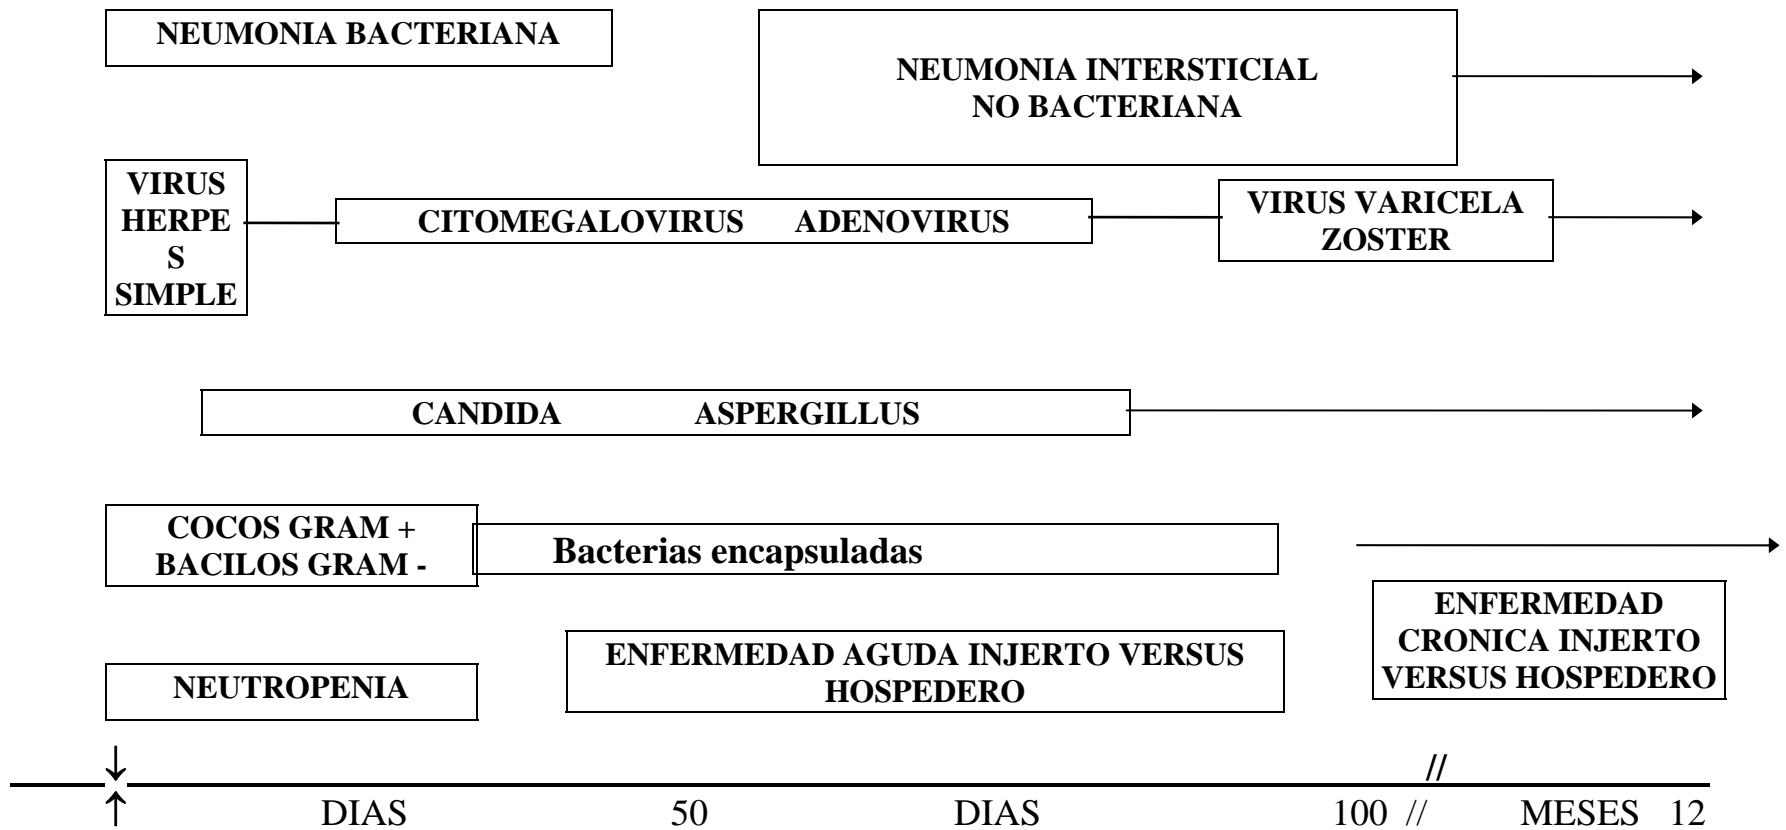 NEUMONIA BACTERIANA
NEUMONIA INTERSTICIAL
NO BACTERIANA
VIRUS
HERPE
S
SIMPLE
CITOMEGALOVIRUS ADENOVIRUS
VIRUS VARICELA
ZOSTER
CANDIDA ASPERGILLUS
COCOS GRAM +
BACILOS GRAM -
Bacterias encapsuladas
NEUTROPENIA
ENFERMEDAD AGUDA INJERTO VERSUS
HOSPEDERO
ENFERMEDAD
CRONICA INJERTO
VERSUS HOSPEDERO
//
DIAS 50 DIAS 100 // MESES 12